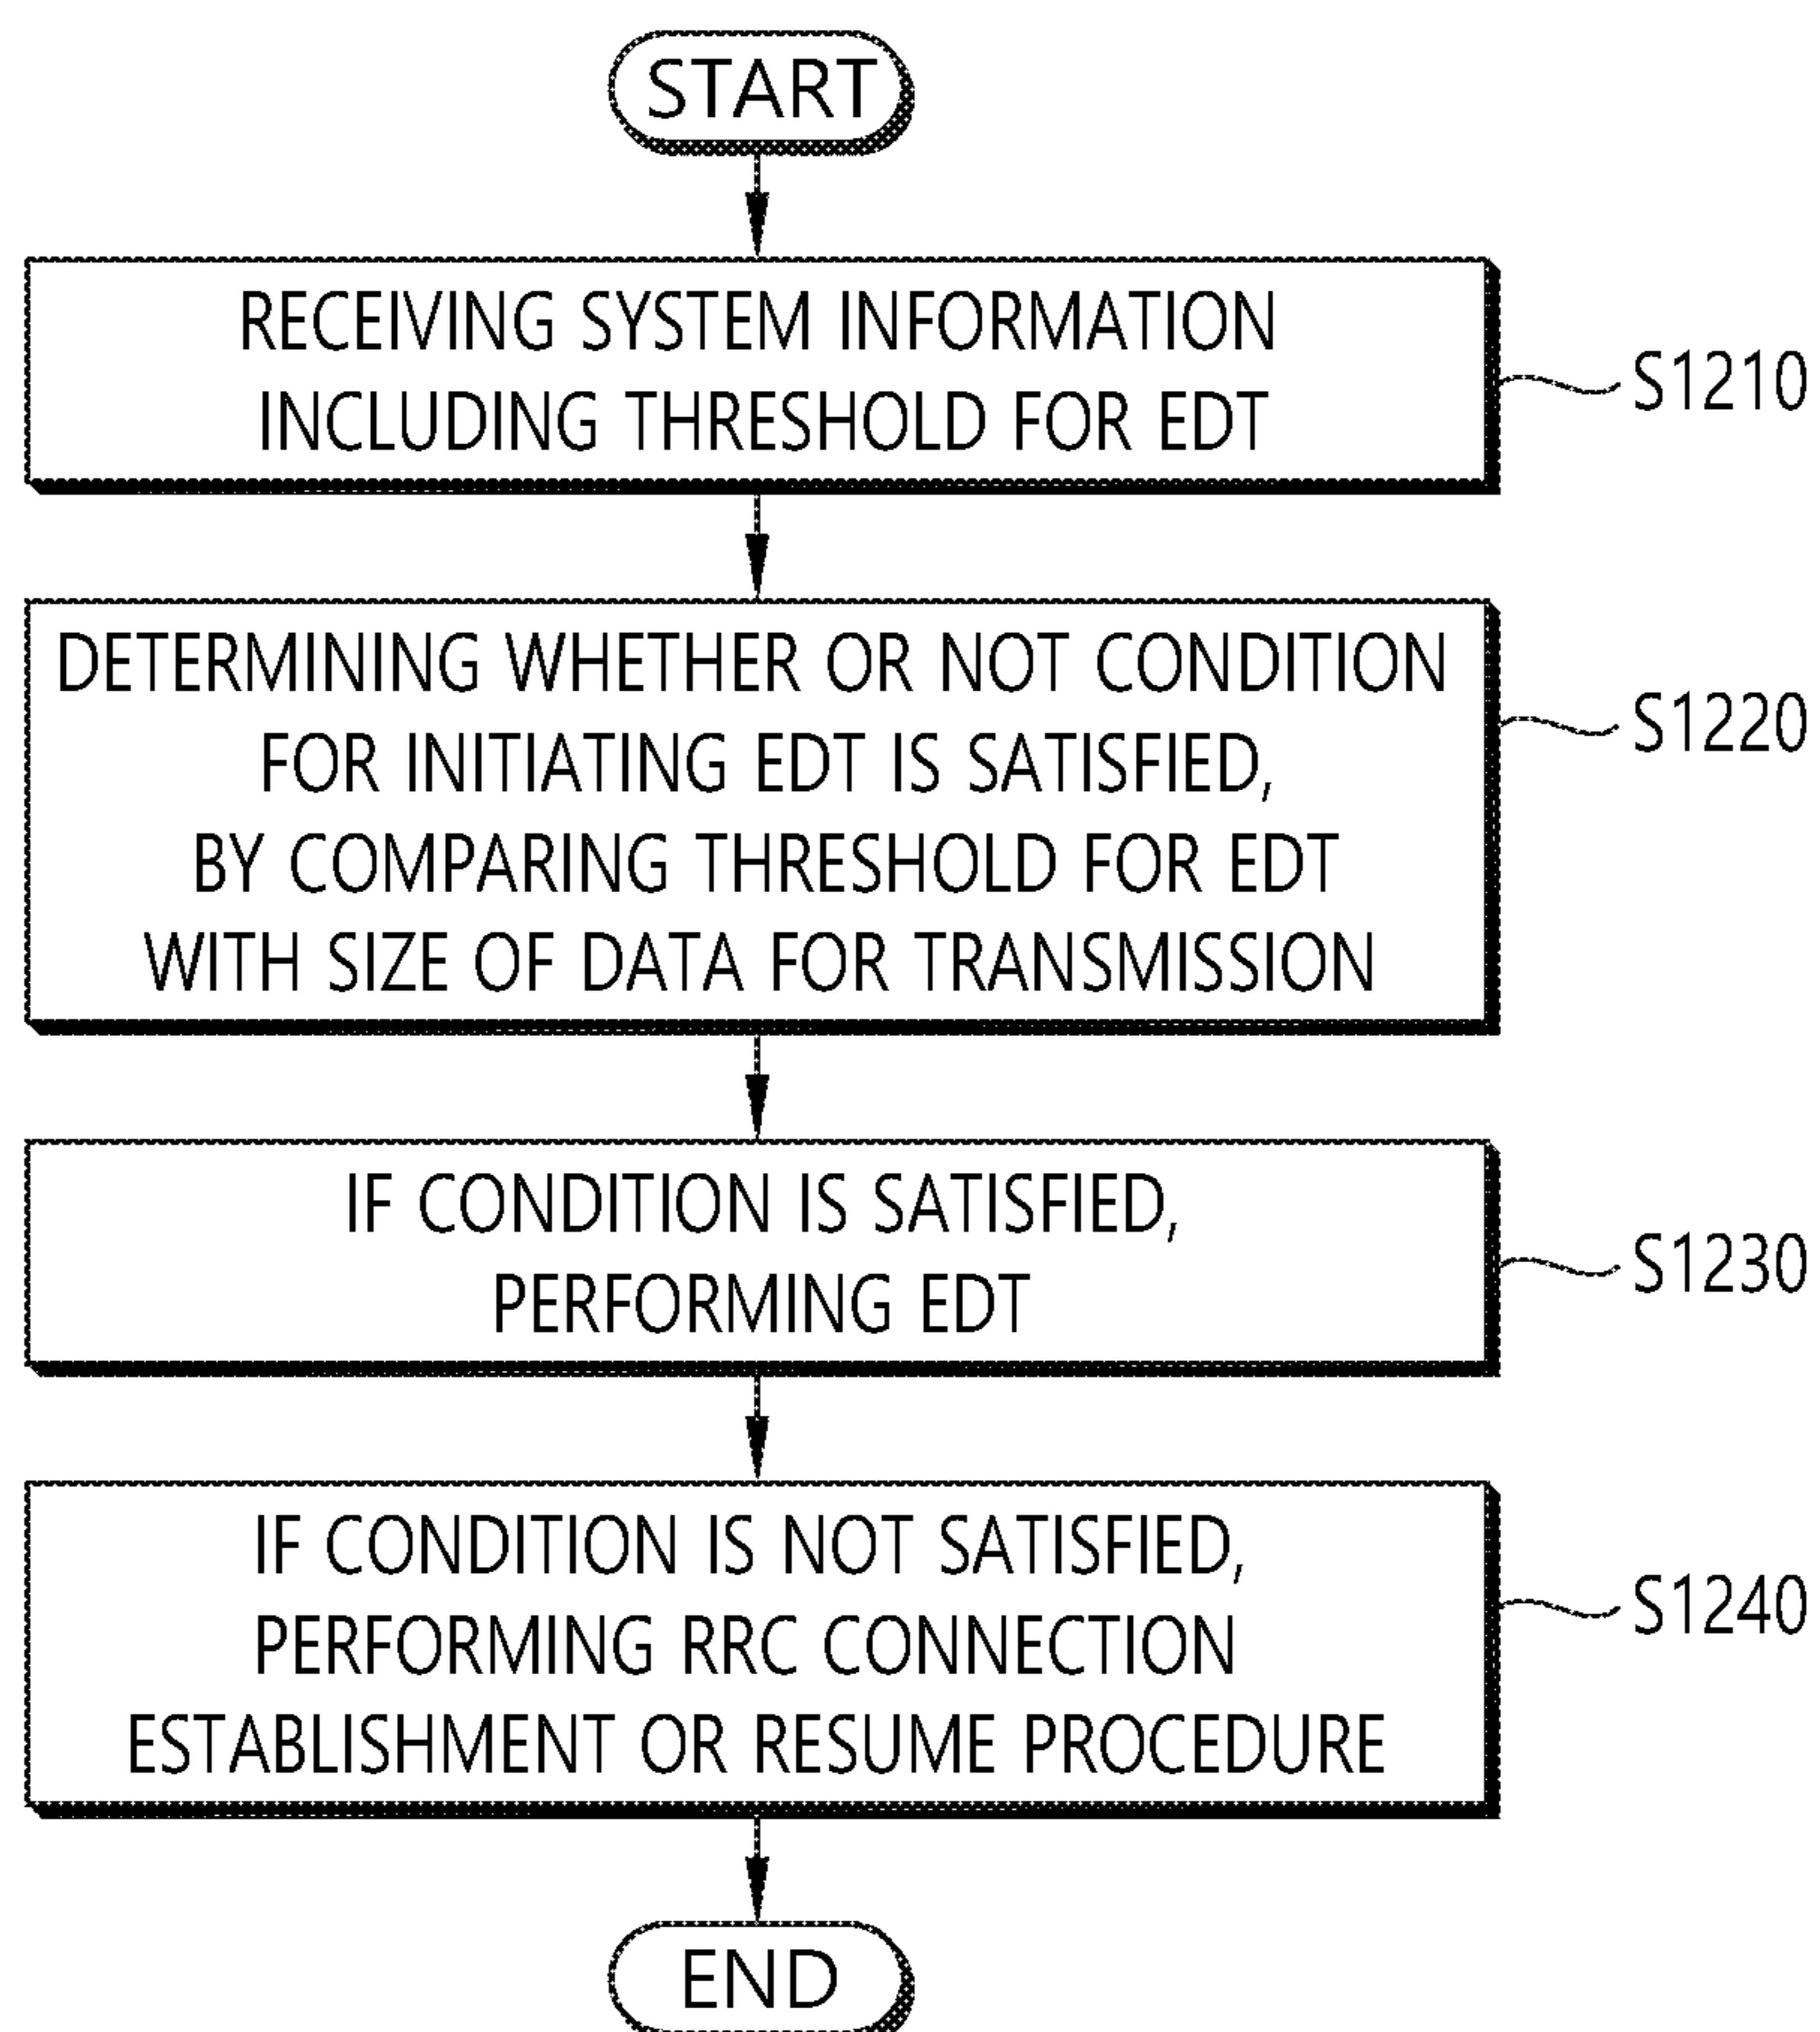 START
RECEIVING SYSTEM INFORMATION
INCLUDING THRESHOLD FOR EDT
S1210
DETERMINING WHETHER OR NOT CONDITION
FOR INITIATING EDT IS SATISFIED,
BY COMPARING THRESHOLD FOR EDT
WITH SIZE OF DATA FOR TRANSMISSION
S1220
IF CONDITION IS SATISFIED,
PERFORMING EDT
S1230
IF CONDITION IS NOT SATISFIED,
PERFORMING RRC CONNECTION
ESTABLISHMENT OR RESUME PROCEDURE
S1240
END